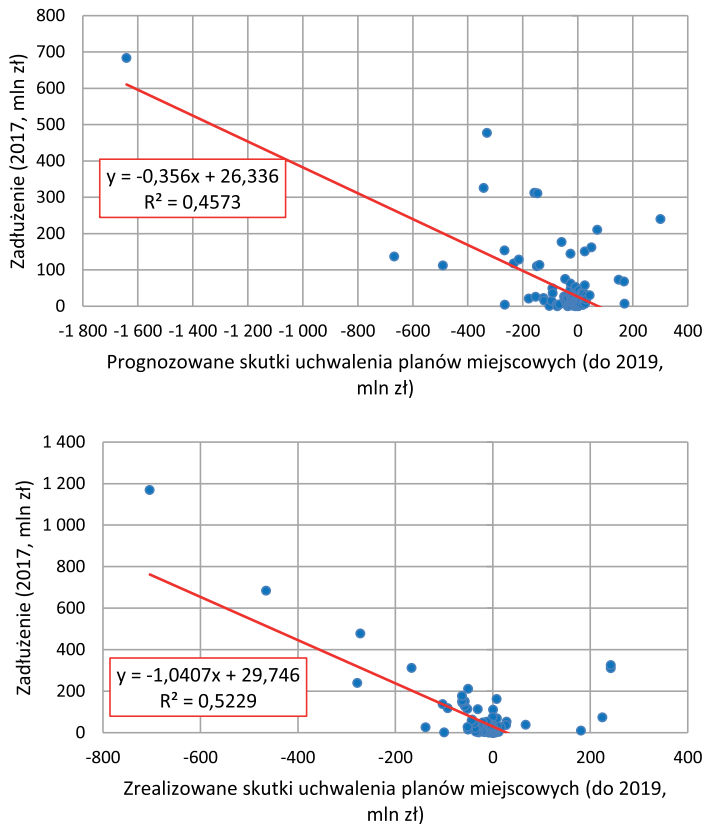 800
700
600
500
400
300
200
100
0
Zadłużenie (2017, mln zł)
y = -0,356x + 26,336
R² = 0,4573
-1 800 -1 600 -1 400 -1 200 -1 000 -800 -600 -400 -200 0 200 400
Prognozowane skutki uchwalenia planów miejscowych (do 2019,
mln zł)
1 400
1 200
1 000
800
600
400
200
0
Zadłużenie (2017, mln zł)
y = -1,0407x + 29,746
R² = 0,5229
-800 -600 -400 -200 0 200 400
Zrealizowane skutki uchwalenia planów miejscowych (do 2019,
mln zł)